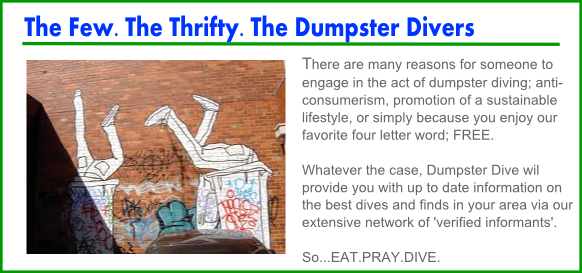 The Few. The Thrifty. The Dumpster Divers
There are many reasons for someone to
engage in the act of dumpster diving; anti-
consumerism, promotion of a sustainable
lifestyle, or simply because you enjoy our
favorite four letter word; FREE.
Whatever the case, Dumpster Dive wil
provide you with up to date information on
the best dives and finds in your area via our
extensive network of 'verified informants'.
So...EAT.PRAY.DIVE.